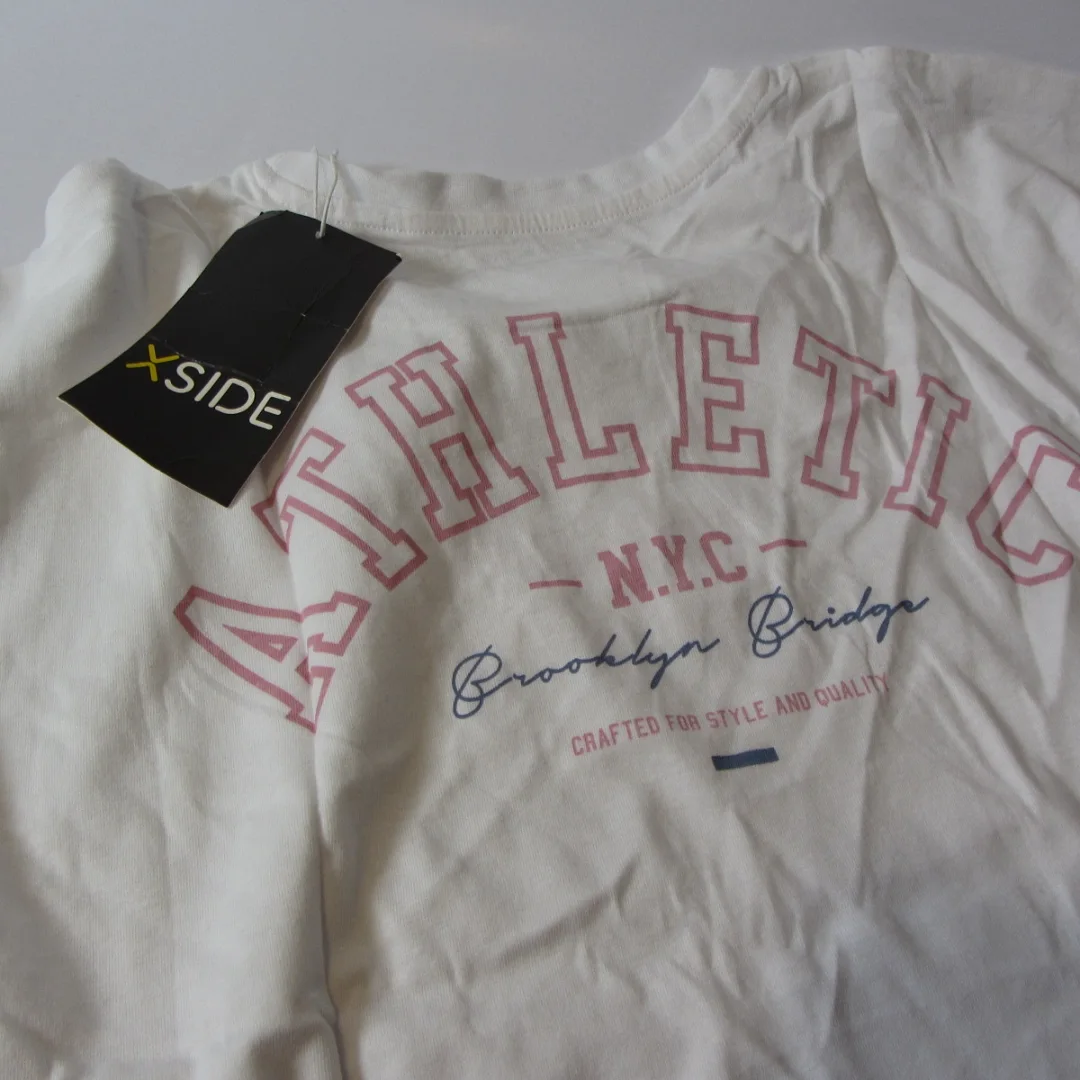 XSIDE
ATHLETIC
N.Y.C
Brooklyn Bridge
CRAFTED FOR STYLE AND QUALITY